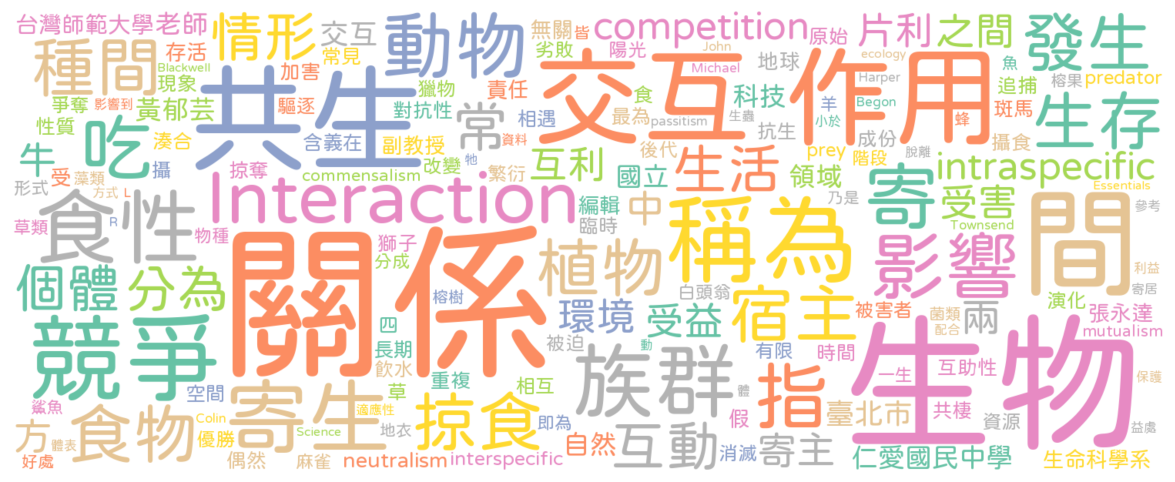 台灣師範大學老師
情形
交互
動物
無關
皆
competition
原始
片利
之間
發生
種間
存活
常見
劣敗
陽光
John
地球
ecology
魚
榕果
predator
Blackwell
現象
加害
共生
獵物
責任
Michael
交互作用
科技
Harper
追捕
爭奪
影響到
黃郁芸
驅逐
對抗性
常
食
羊
Begon
斑馬
生存
性質
湊合
含義在
副教授
相遇
最為
passitism
生蟲
抗生
小於
成份
蜂
攝食
牛
吃
掠奪
改變
資料
prey
階段
脫離
intraspecific
形式
受
藻類
攝
commensalism
牠
繁衍
互利
後代
國立
生活
領域
乃是
寄
受害
Essentials
方式
L
R
Interaction
編輯
中
稱為
Townsend
參考
草類
食性
物種
獅子
臨時
植物
影響
間
利益
個體
分為
關係
分成
榕樹
白頭翁
宿主
寄居
環境
受益
被害者
菌類
兩
演化
張永達
配合
mutualism
競爭
四
長期
飲水
被迫
動
有限
時間
生物
空間
草
重複
相互
族群
體
指
一生
互助性
保護
鯊魚
寄生
適應性
掠食
即為
假
臺北市
共棲
資源
益處
方
食物
Colin
優勝
Science
地衣
互動
自然
消滅
寄主
體表
好處
偶然
麻雀
neutralism
interspecific
仁愛國民中學
生命科學系